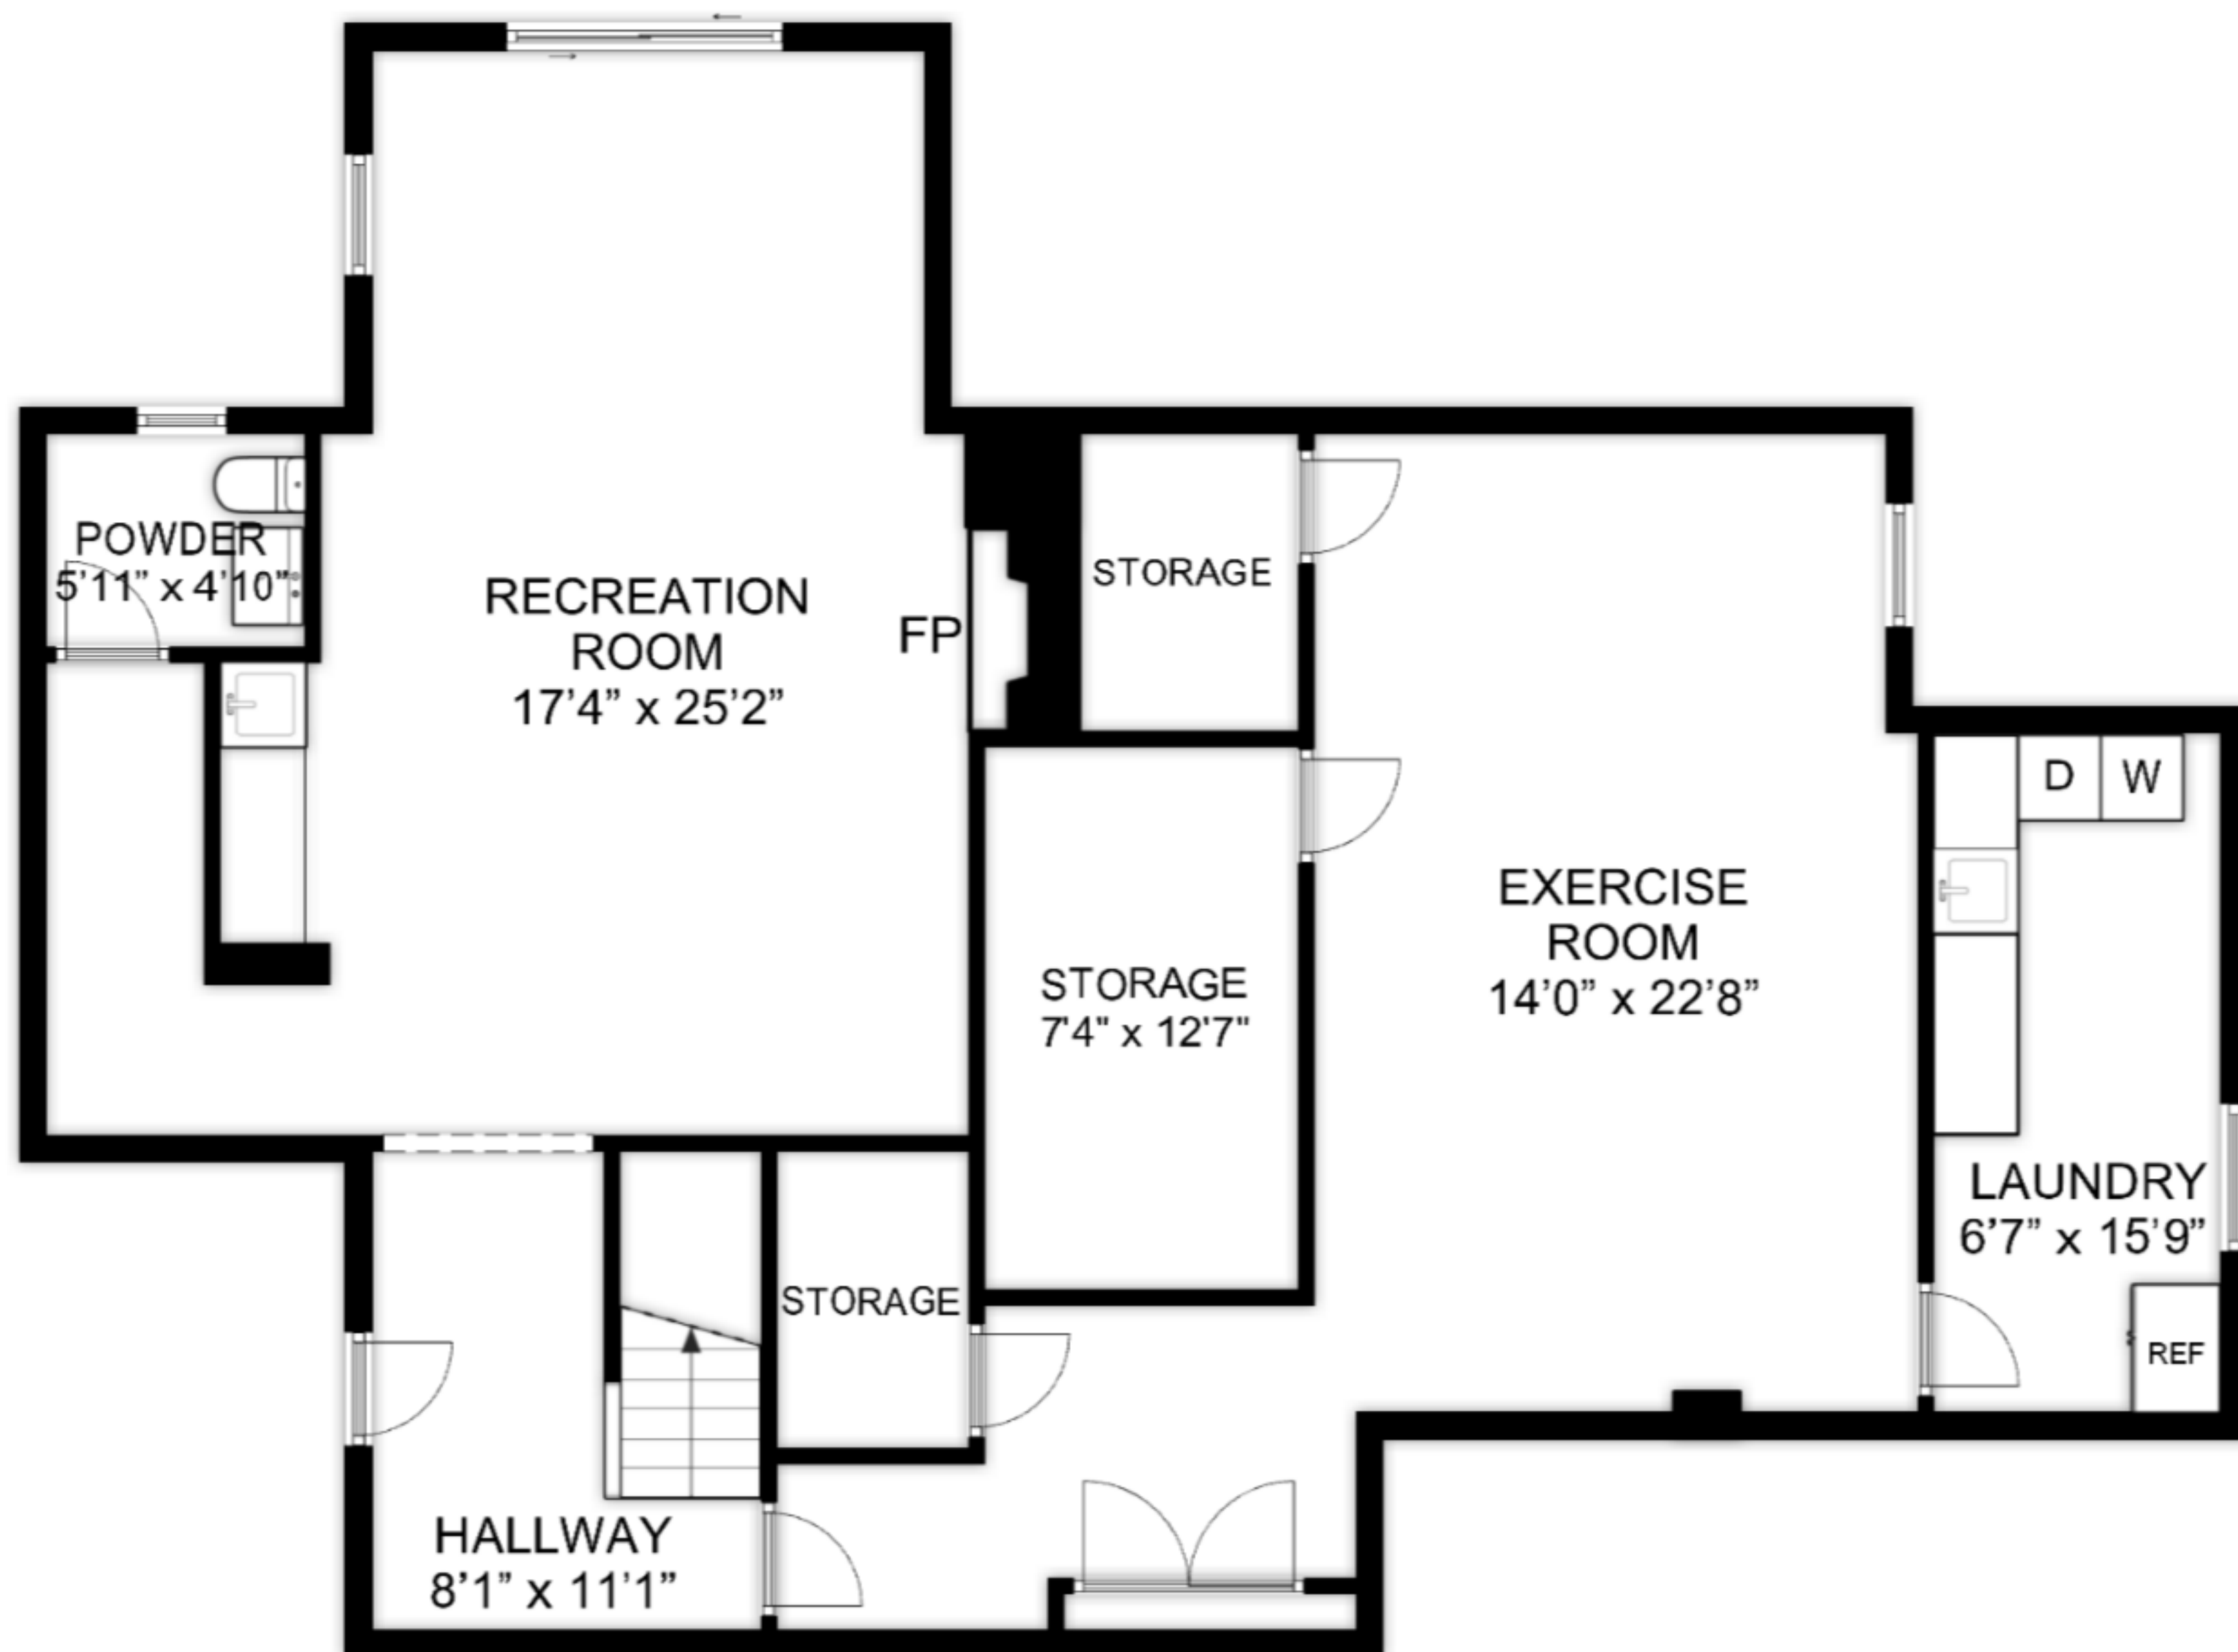 POWDER
5'11" x 4'10"
RECREATION
ROOM
17'4” x 25'2”
FP
STORAGE
D
W
EXERCISE
ROOM
14'0” x 22'8”
STORAGE
7'4" x 12'7"
LAUNDRY
6'7” x 15'9”
STORAGE
REF
HALLWAY
8'1” x 11'1”